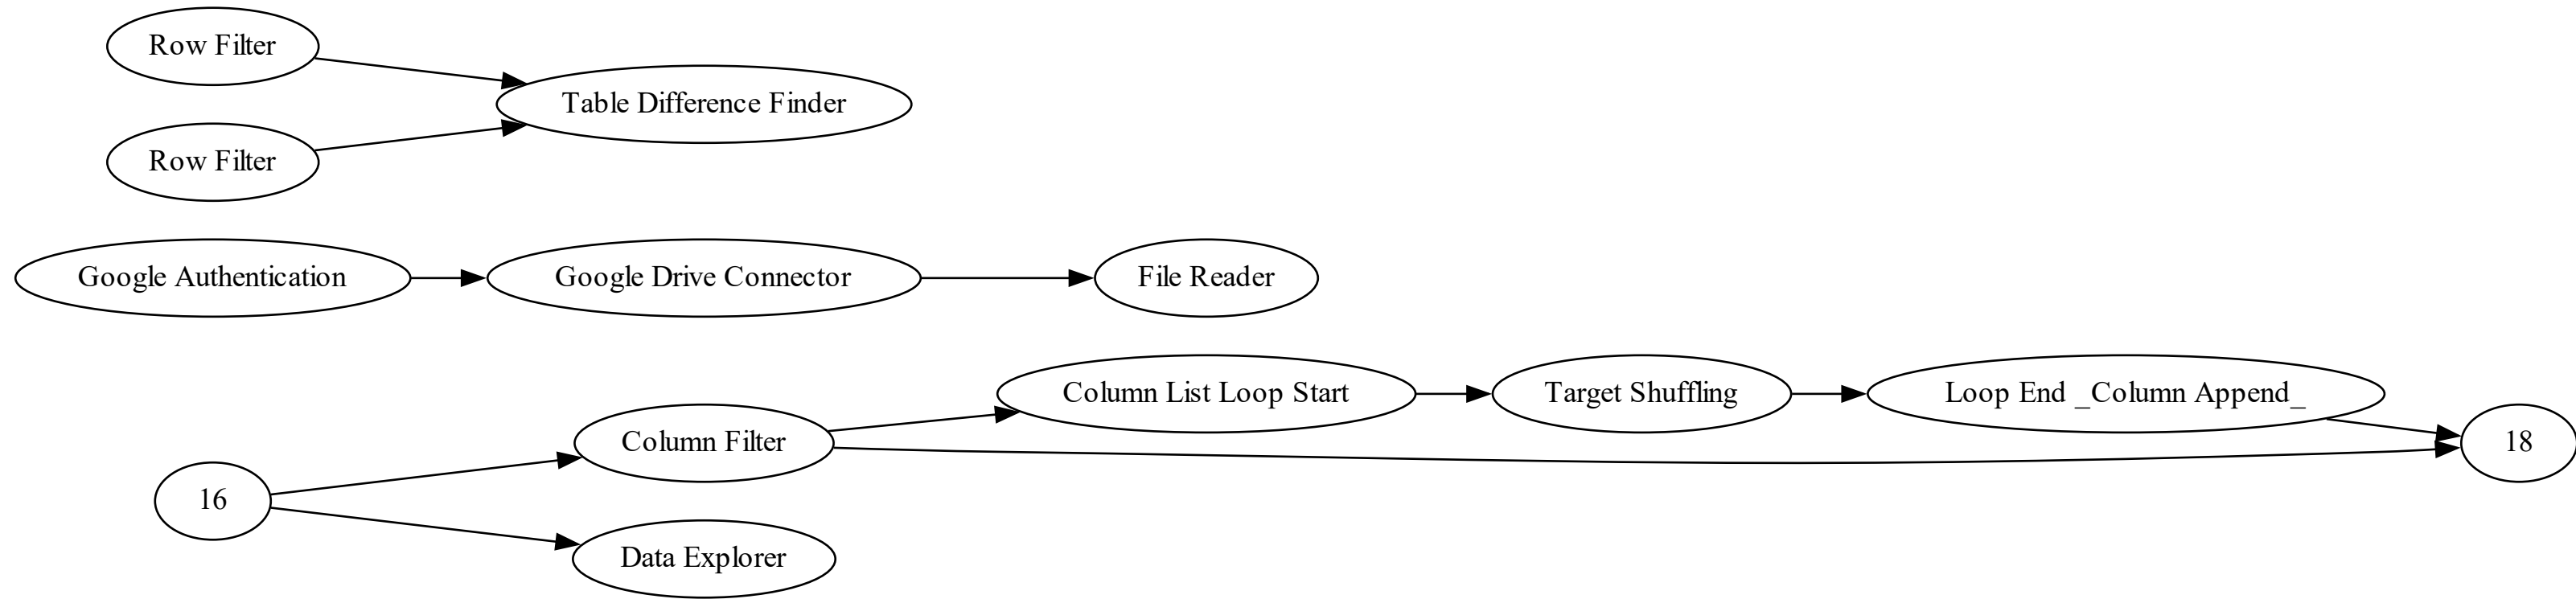 Row Filter
Table Difference Finder
Row Filter
Google Authentication
Google Drive Connector
File Reader
Column List Loop Start
Target Shuffling
Loop End _Column Append_
Column Filter
18
16
Data Explorer